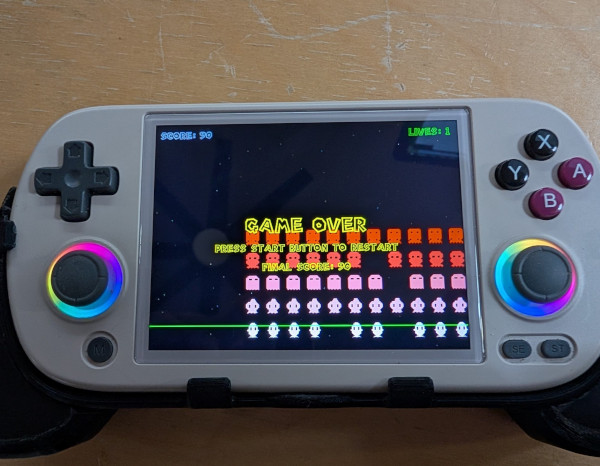 SCORE: 90 LIVES: 1
X
Y A
B
GAME OVER
PRESS START BUTTON TO RESTART
FINAL SCORE: 90
SE ST